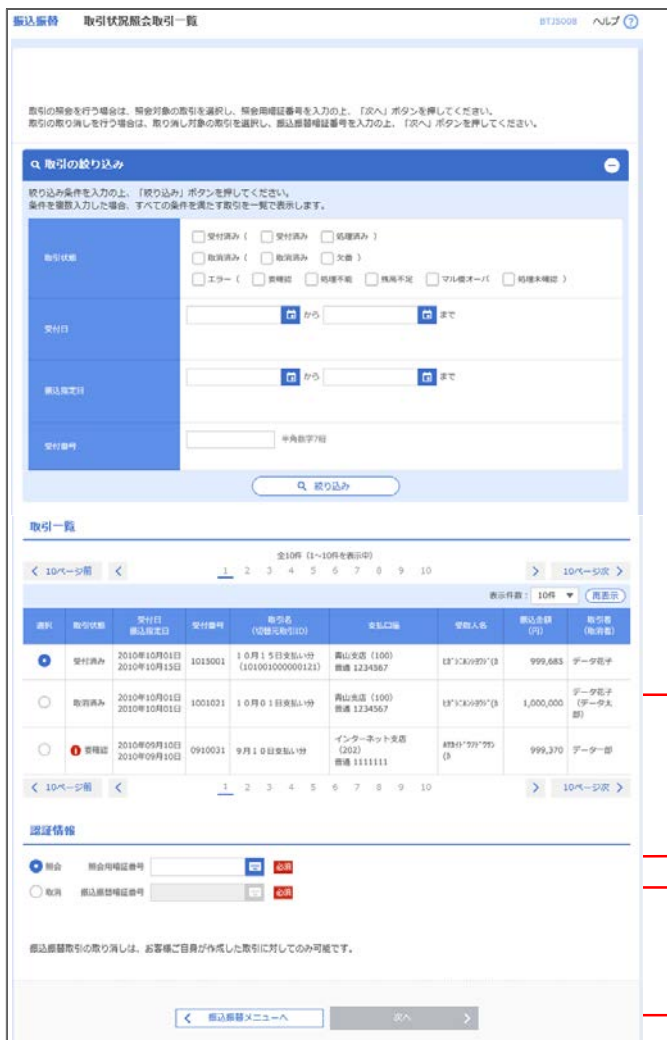 振込振替 取引状況照会取引一覧 BTJS008 ヘルプ ?
取引の照会を行う場合は、照会対象の取引を選択し、照会用暗証番号を入力の上、「次へ」ボタンを押してください。
取引の取り消しを行う場合は、取り消し対象の取引を選択し、振込振替暗証番号を入力の上、「次へ」ボタンを押してください。
取引の絞り込み
絞り込み条件を入力の上、「絞り込み」ボタンを押してください。
条件を複数入力した場合、すべての条件を満たす取引を一覧で表示します。
取引状態
受付済み ( 受付済み 処理済み )
取消済み ( 取消済み 欠番 )
エラー ( 要確認 処理不能 残高不足 マル優オーバ 処理未確認 )
受付日 から まで
振込指定日 から まで
受付番号 半角数字7桁
絞り込み
取引一覧
全10件 (1~10件を表示中)
10ページ前 1 2 3 4 5 6 7 8 9 10 10ページ次
表示件数: 10件 再表示
選択 取引状態 受付日 振込指定日 受付番号 取引名 (切替元取引ID) 支払口座 受取人名 振込金額 (円) 取引者 (取消者)
受付済み 2010年10月01日 2010年10月15日 1015001 10月15日支払い分 (101001000000121) 青山支店 (100) 普通 1234567 999,685 データ花子
取消済み 2010年10月01日 2010年10月01日 1001021 10月01日支払い分 青山支店 (100) 普通 1234567 1,000,000 データ花子 (データ太郎)
要確認 2010年09月10日 2010年09月10日 0910031 9月10日支払い分 インターネット支店 (202) 普通 1111111 999,370 データ一郎
10ページ前 1 2 3 4 5 6 7 8 9 10 10ページ次
認証情報
照会 照会用暗証番号 必須
取消 振込振替暗証番号 必須
振込振替取引の取り消しは、お客様ご自身が作成した取引に対してのみ可能です。
振込振替メニューへ 次へ